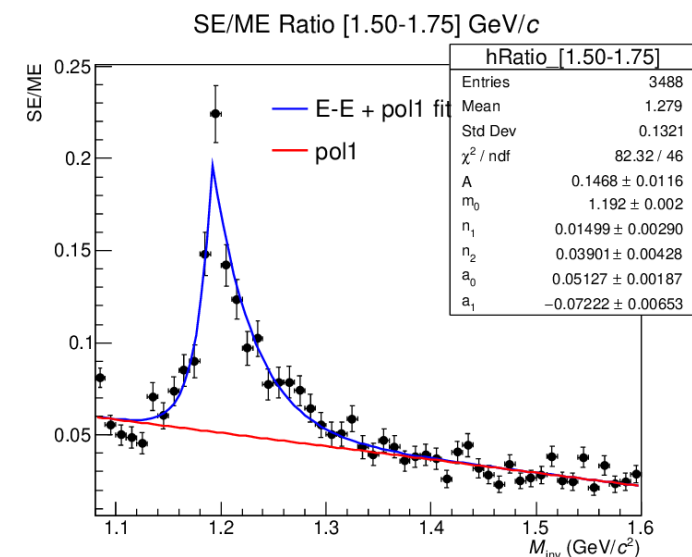 SE/ME Ratio [1.50-1.75] GeV/c
hRatio_[1.50-1.75]
Entries 3488
Mean 1.279
Std Dev 0.1321
χ² / ndf 82.32 / 46
A 0.1468 ± 0.0116
m₀ 1.192 ± 0.002
n₁ 0.01499 ± 0.00290
n₂ 0.03901 ± 0.00428
a₀ 0.05127 ± 0.00187
a₁ −0.07222 ± 0.00653
E-E + pol1 fit
pol1
SE/ME
0.25
0.2
0.15
0.1
0.05
1.1 1.2 1.3 1.4 1.5 1.6
M_inv (GeV/c²)